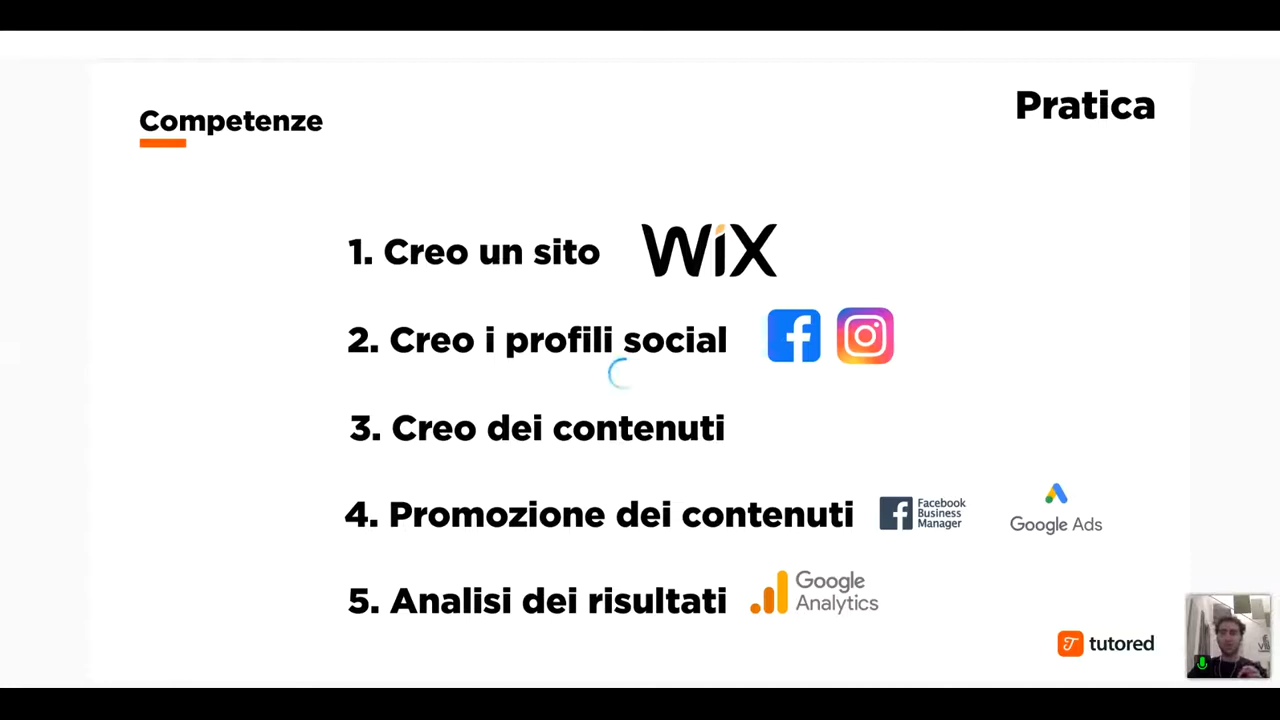 Competenze
Pratica
1. Creo un sito
WiX
2. Creo i profili social
3. Creo dei contenuti
4. Promozione dei contenuti
Facebook
Business
Manager
Google Ads
5. Analisi dei risultati
Google
Analytics
tutored